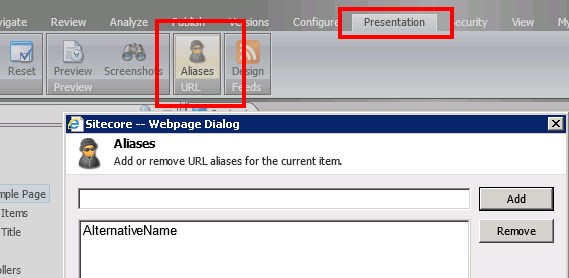 vigate Review Analyze Publish Versions Configure Presentation Security View My
Reset Preview Screenshots Aliases Design
Preview URL Feeds
Sitecore -- Webpage Dialog
Aliases
Add or remove URL aliases for the current item.
mple Page
Add
Items
AlternativeName
Remove
Title
llers